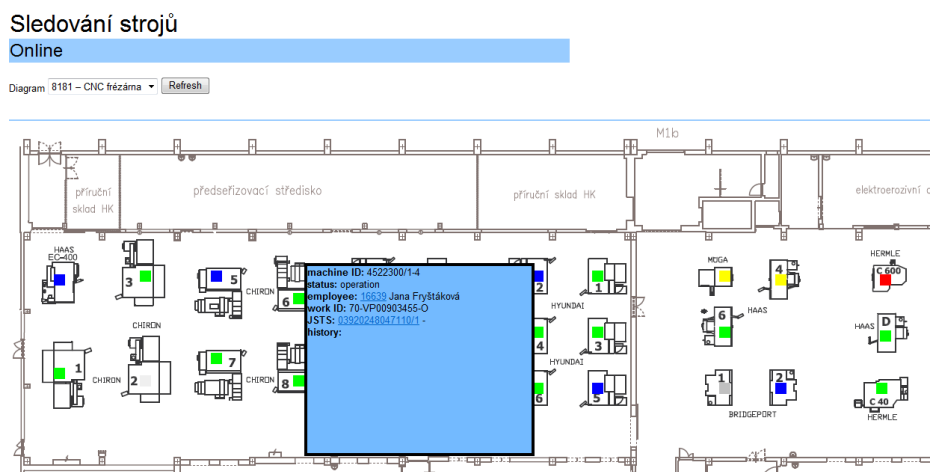 Sledování strojů
Online
Diagram 8181 – CNC frézárna Refresh
M1b
příruční
sklad HK
předseřizovací středisko
příruční sklad HK
elektroerozivní
HAAS
EC-400
3
5
CHIRON
6
machine ID: 4522300/1-4
status: operation
employee: 16639 Jana Fryštáková
work ID: 70-VP00903455-O
JSTS: 03920248047110/1 -
history:
2
1
HYUNDAI
MOGA
4
HERMLE
C 600
CHIRON
4
3
6
HAAS
HAAS
D
1
CHIRON
2
7
CHIRON
8
HYUNDAI
6
5
1
2
BRIDGEPORT
C 40
HERMLE